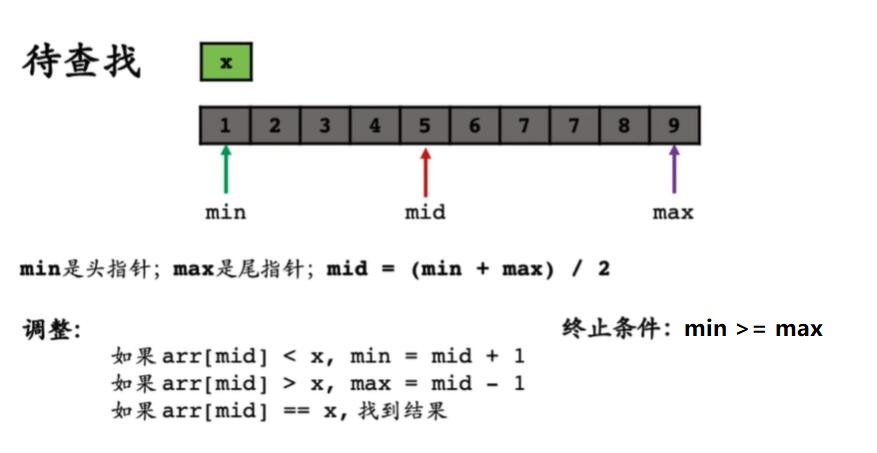 待查找 x
1 2 3 4 5 6 7 7 8 9
min mid max
min是头指针；max是尾指针；mid = (min + max) / 2
调整：
终止条件：min >= max
如果arr[mid] < x, min = mid + 1
如果arr[mid] > x, max = mid - 1
如果arr[mid] == x, 找到结果